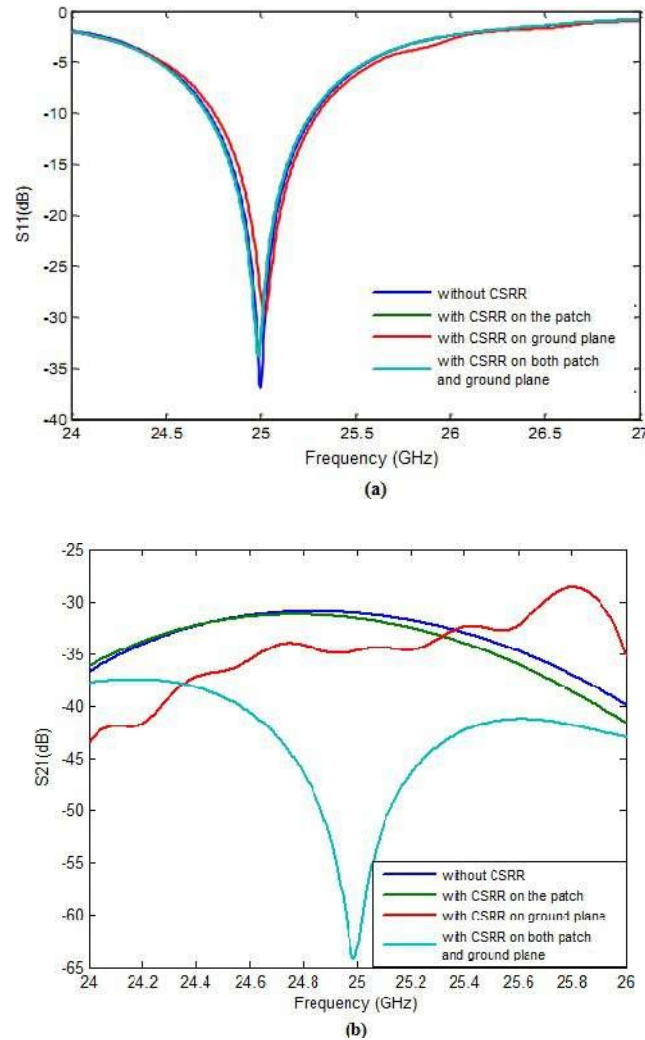 0
-5
-10
-15
-20
-25
-30
-35
-40
S11(dB)
without CSRR
with CSRR on the patch
with CSRR on ground plane
with CSRR on both patch
and ground plane
24 24.5 25 25.5 26 26.5 27
Frequency (GHz)
(a)
-25
-30
-35
-40
-45
-50
-55
-60
-65
S21(dB)
without CSRR
with CSRR on the patch
with CSRR on ground plane
with CSRR on both patch
and ground plane
24 24.2 24.4 24.6 24.8 25 25.2 25.4 25.6 25.8 26
Frequency (GHz)
(b)